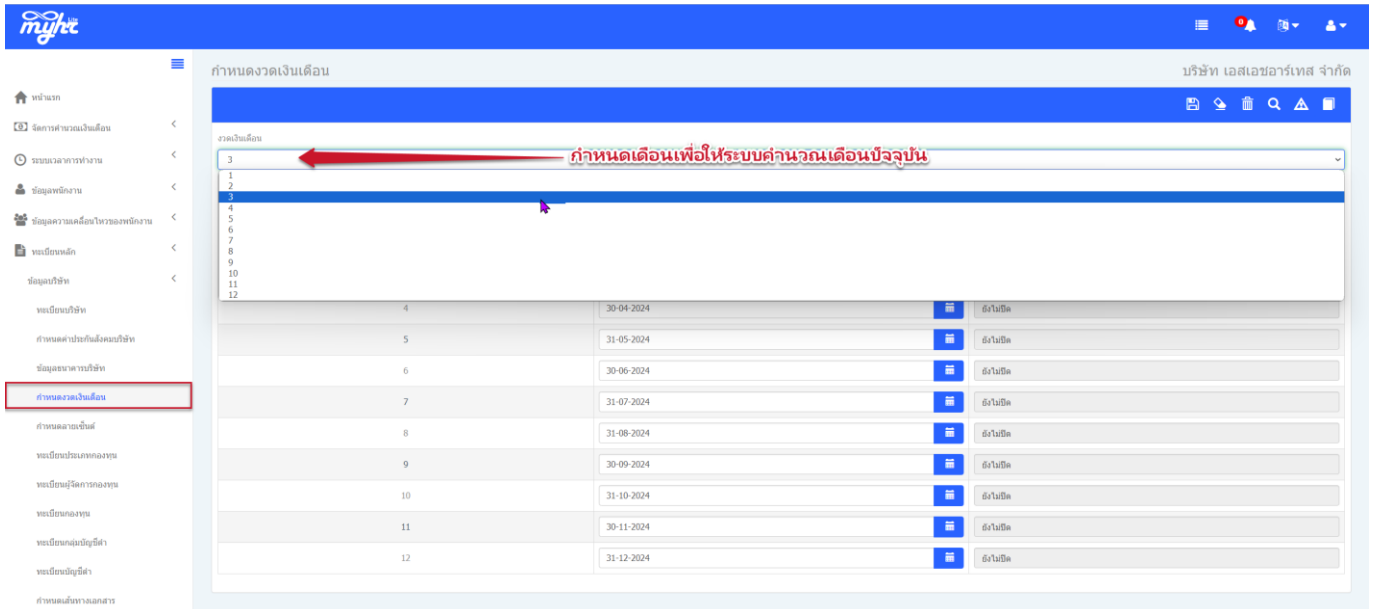 myhr Lite
0
กำหนดงวดเงินเดือน
บริษัท เอสเอชอาร์เทส จำกัด
หน้าแรก
จัดการคำนวณเงินเดือน
ระบบเวลาการทำงาน
ข้อมูลพนักงาน
ข้อมูลความเคลื่อนไหวของพนักงาน
ทะเบียนหลัก
ข้อมูลบริษัท
ทะเบียนบริษัท
กำหนดค่าประกันสังคมบริษัท
ข้อมูลธนาคารบริษัท
กำหนดงวดเงินเดือน
กำหนดลายเซ็นต์
ทะเบียนประเภทกองทุน
ทะเบียนผู้จัดการกองทุน
ทะเบียนกองทุน
ทะเบียนกลุ่มบัญชีดำ
ทะเบียนบัญชีดำ
กำหนดเส้นทางเอกสาร
งวดเงินเดือน
3
กำหนดเดือนเพื่อให้ระบบคำนวณเดือนปัจจุบัน
1
2
3
4
5
6
7
8
9
10
11
12
4 30-04-2024 ยังไม่ปิด
5 31-05-2024 ยังไม่ปิด
6 30-06-2024 ยังไม่ปิด
7 31-07-2024 ยังไม่ปิด
8 31-08-2024 ยังไม่ปิด
9 30-09-2024 ยังไม่ปิด
10 31-10-2024 ยังไม่ปิด
11 30-11-2024 ยังไม่ปิด
12 31-12-2024 ยังไม่ปิด